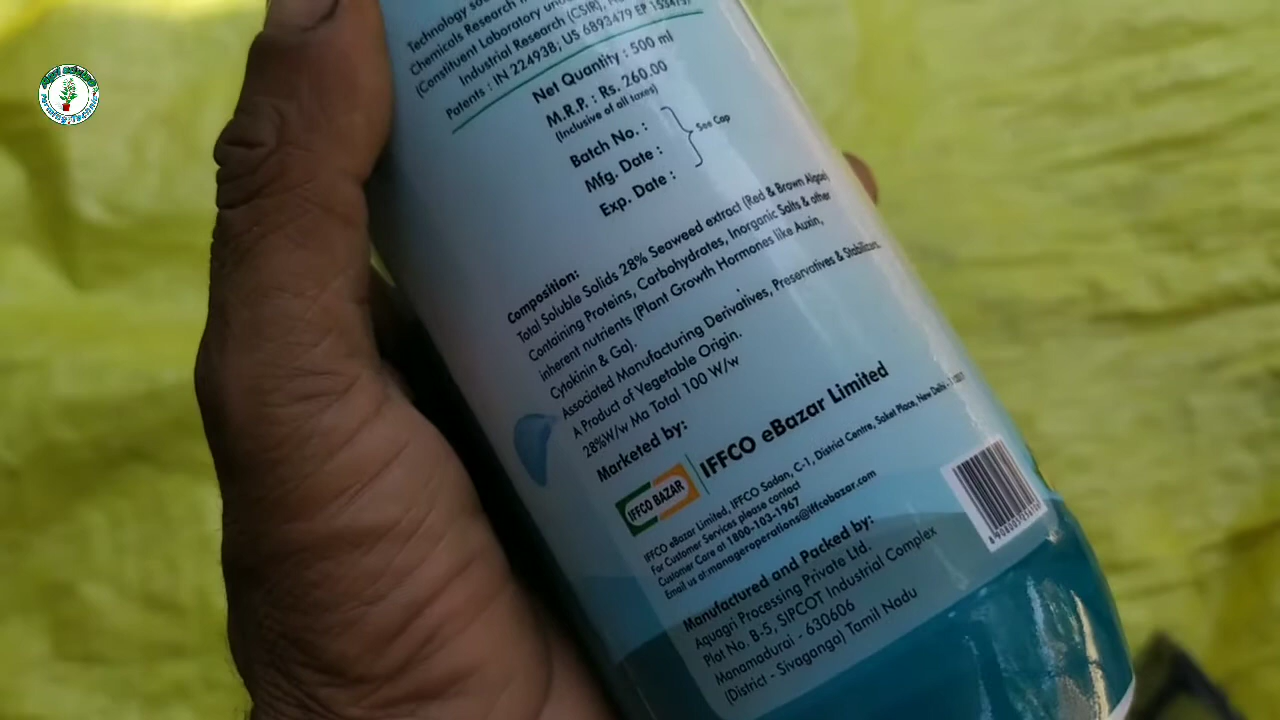 Technology
Chemicals Research
(Constituent Laboratory
Industrial Research (CSIR),
Patents : IN 224938; US 6893479 EP
Net Quantity : 500 ml
M.R.P. : Rs. 260.00
(Inclusive of all taxes)
Batch No. :
Mfg. Date :
Exp. Date :
See Cap
Composition:
Total Soluble Solids 28% Seaweed extract (Red & Brown Algae)
Containing Proteins, Carbohydrates, Inorganic Salts & other
inherent nutrients (Plant Growth Hormones like Auxin,
Cytokinin & Ga).
Associated Manufacturing Derivatives, Preservatives & Stabilizers.
A Product of Vegetable Origin.
28%W/w Ma Total 100 W/w
Marketed by:
IFFCO BAZAR
IFFCO eBazar Limited
IFFCO eBazar Limited, IFFCO Sadan, C-1, District Centre, Saket Place, New Delhi -
For Customer Services please contact
Customer Care at 1800-103-1967
Email us at:manageroperations@iffcobazar.com
Manufactured and Packed by:
Aquagri Processing Private Ltd.
Plot No. B-5, SIPCOT Industrial Complex
Manamadurai - 630606
(District - Sivaganga) Tamil Nadu